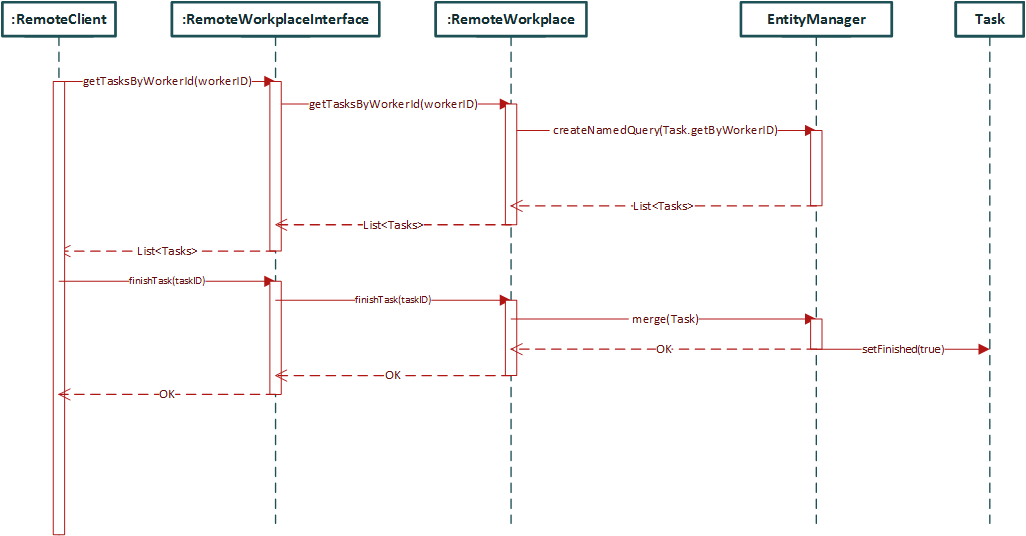 :RemoteClient
:RemoteWorkplaceInterface
:RemoteWorkplace
EntityManager
Task
getTasksByWorkerId(workerID)
getTasksByWorkerId(workerID)
createNamedQuery(Task.getByWorkerID)
List<Tasks>
List<Tasks>
List<Tasks>
finishTask(taskID)
finishTask(taskID)
merge(Task)
OK
setFinished(true)
OK
OK